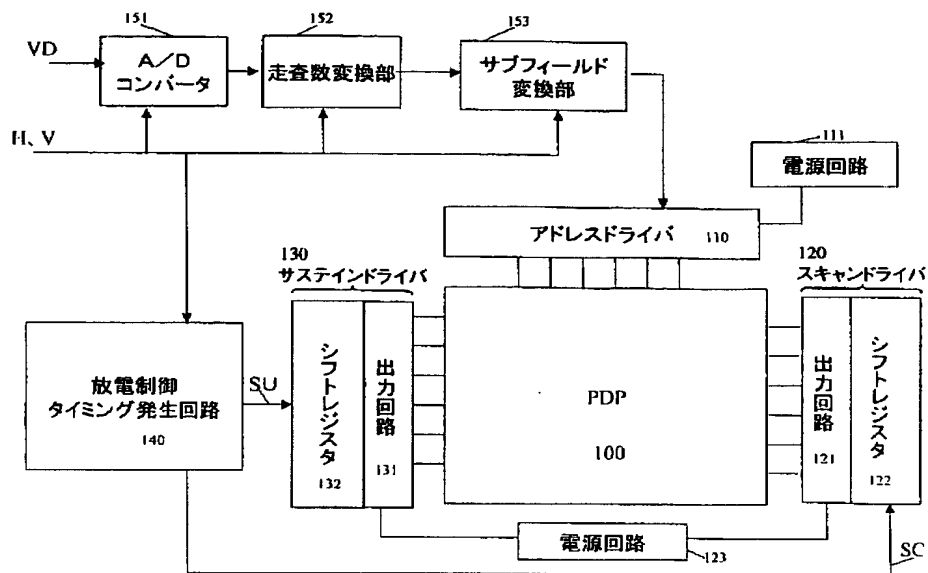 151
152
153
VD
A/D
コンバータ
走査数変換部
サブフィールド
変換部
H、V
111
電源回路
アドレスドライバ 110
130
サステインドライバ
120
スキャンドライバ
放電制御
タイミング発生回路
140
SU
シフトレジスタ
132
出力回路
131
PDP
100
出力回路
121
シフトレジスタ
122
電源回路
123
SC